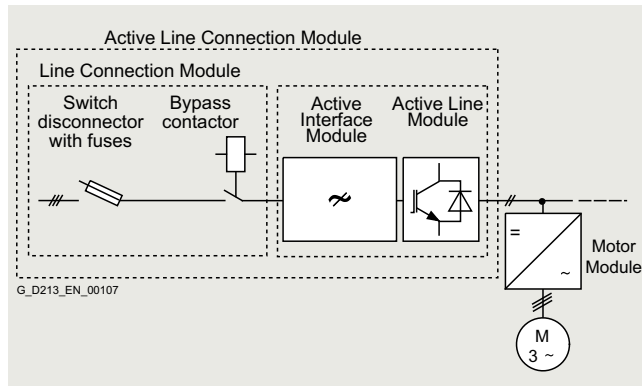 Active Line Connection Module
Line Connection Module
Switch
disconnector
with fuses
Bypass
contactor
Active
Interface
Module
Active Line
Module
=
~
Motor
Module
G_D213_EN_00107
M
3 ~